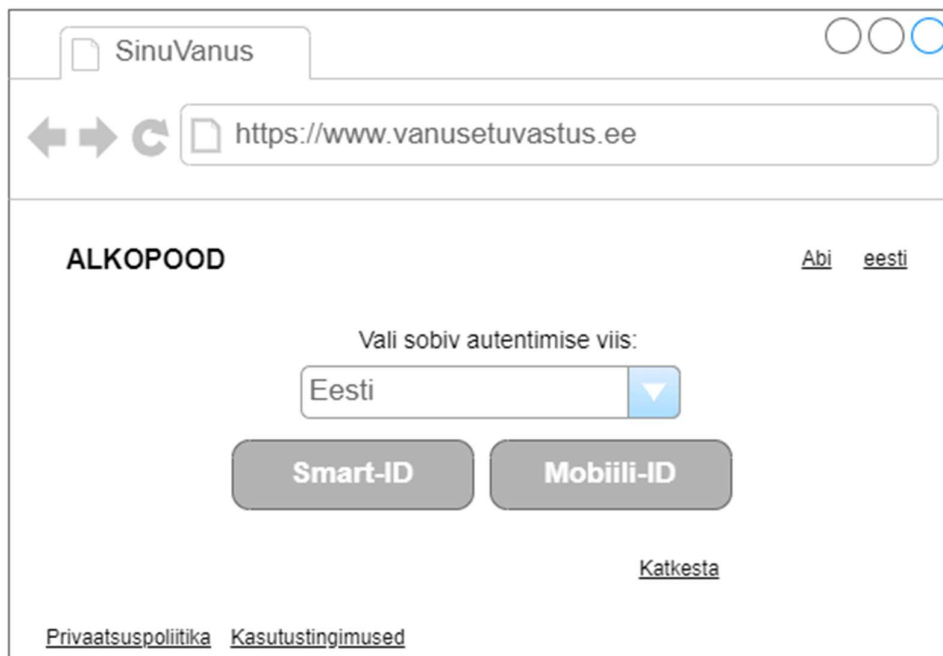 SinuVanus
https://www.vanusetuvastus.ee
ALKOPOOD
Abi eesti
Vali sobiv autentimise viis:
Eesti
Smart-ID Mobiili-ID
Katkesta
Privaatsuspoliitika Kasutustingimused